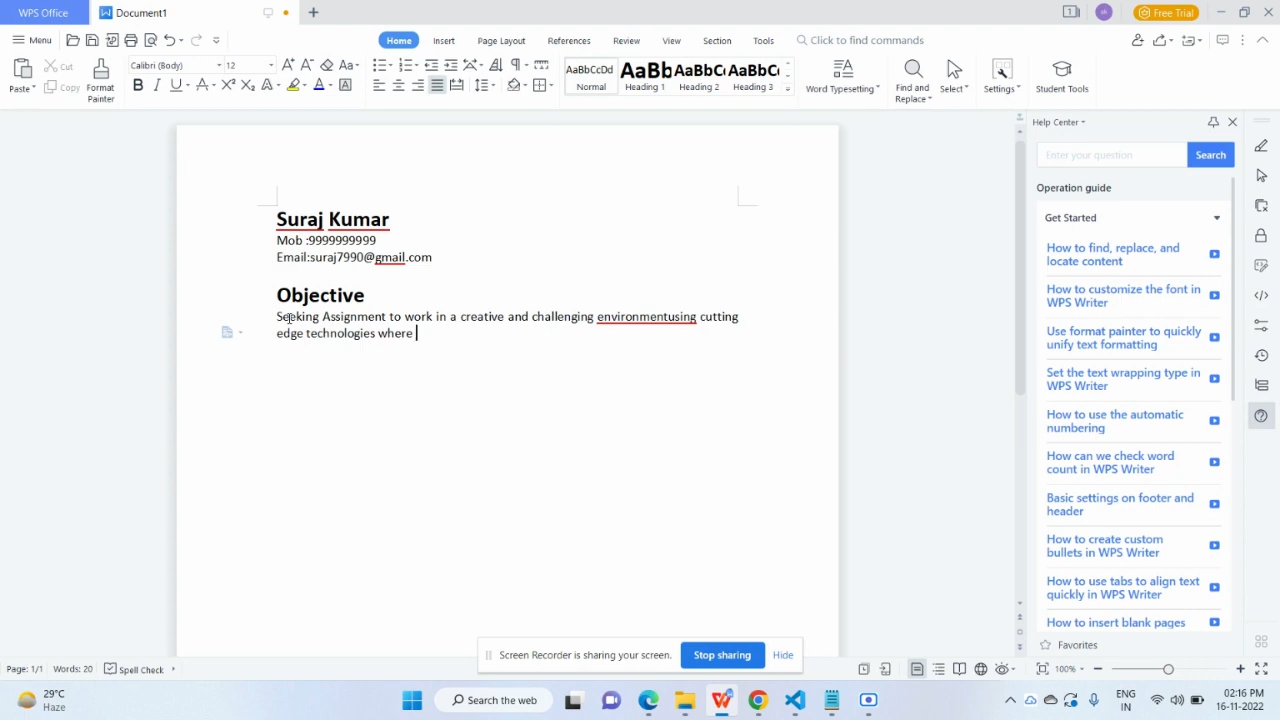 WPS Office
Document1
Free Trial
Menu
Home
Insert
Page Layout
References
Review
View
Section
Tools
Click to find commands
Paste
Cut
Copy
Format
Painter
Calibri (Body)
12
AaBbCcDd
Normal
AaBb
Heading 1
AaBbC
Heading 2
AaBbC
Heading 3
Word Typesetting
Find and
Replace
Select
Settings
Student Tools
Suraj Kumar
Mob :9999999999
Email:suraj7990@gmail.com
Objective
Seeking Assignment to work in a creative and challenging environmentusing cutting
edge technologies where
Help Center
Enter your question
Search
Operation guide
Get Started
How to find, replace, and
locate content
How to customize the font in
WPS Writer
Use format painter to quickly
unify text formatting
Set the text wrapping type in
WPS Writer
How to use the automatic
numbering
How can we check word
count in WPS Writer
Basic settings on footer and
header
How to create custom
bullets in WPS Writer
How to use tabs to align text
quickly in WPS Writer
How to insert blank pages
Favorites
Screen Recorder is sharing your screen.
Stop sharing
Hide
Page: 1/1
Words: 20
Spell Check
100%
29°C
Haze
Search the web
ENG
IN
02:16 PM
16-11-2022